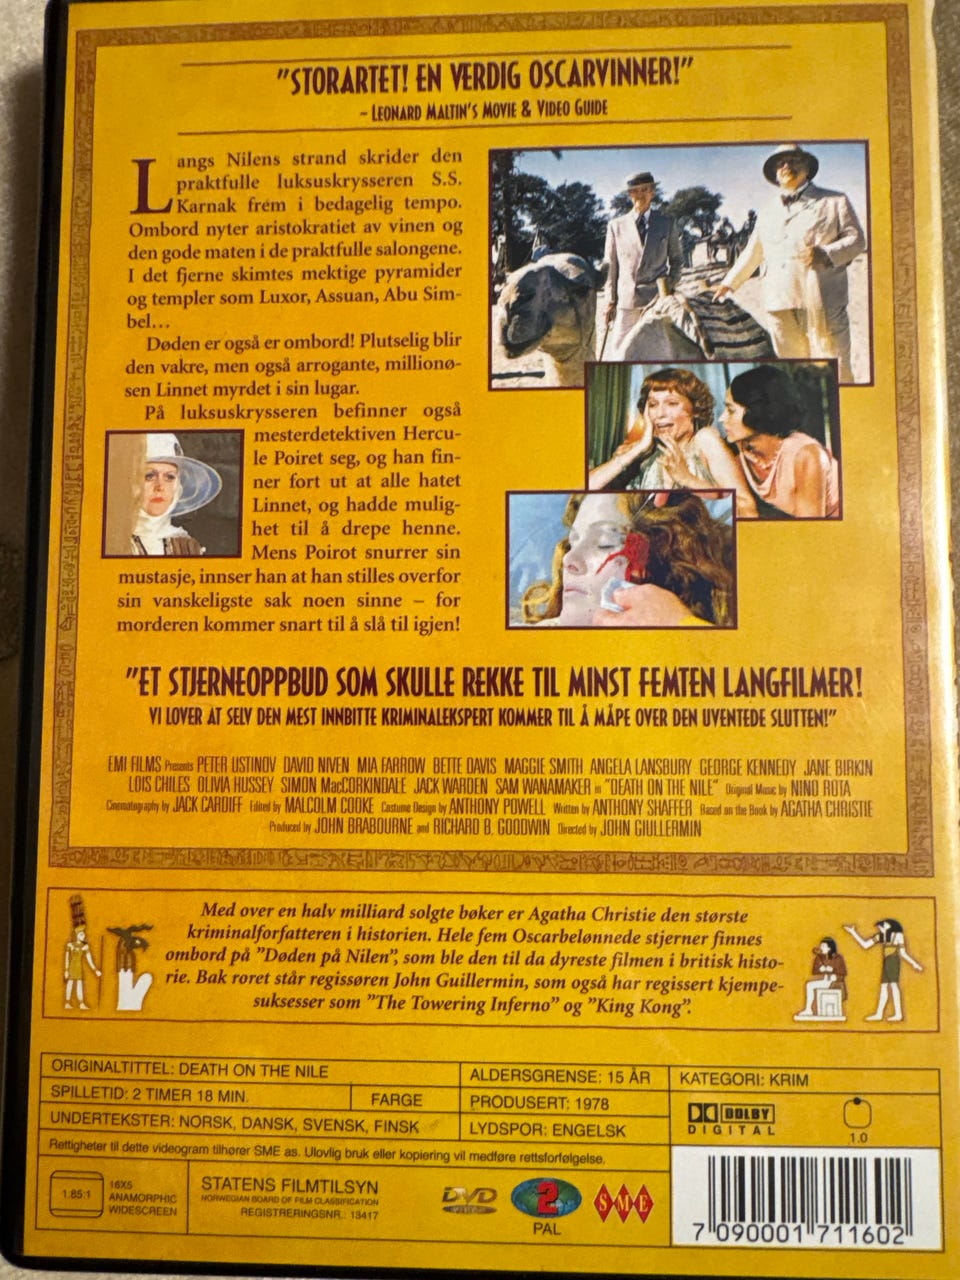 "STORARTET! EN VERDIG OSCARVINNER!"
~ LEONARD MALTIN'S MOVIE & VIDEO GUIDE
Langs Nilens strand skrider den
praktfulle luksuskrysseren S.S.
Karnak frem i bedagelig tempo.
Ombord nyter aristokratiet av vinen og
den gode maten i de praktfulle salongene.
I det fjerne skimtes mektige pyramider
og templer som Luxor, Assuan, Abu Sim-
bel...
Døden er også er ombord! Plutselig blir
den vakre, men også arrogante, millionø-
sen Linnet myrdet i sin lugar.
På luksuskrysseren befinner også
mesterdetektiven Hercu-
le Poiret seg, og han fin-
ner fort ut at alle hatet
Linnet, og hadde mulig-
het til å drepe henne.
Mens Poirot snurrer sin
mustasje, innser han at han stilles overfor
sin vanskeligste sak noen sinne – for
morderen kommer snart til å slå til igjen!
"ET STJERNEOPPBUD SOM SKULLE REKKE TIL MINST FEMTEN LANGFILMER!
VI LOVER AT SELV DEN MEST INNBITTE KRIMINALEKSPERT KOMMER TIL Å MÅPE OVER DEN UVENTEDE SLUTTEN!"
EMI FILMS Presents PETER USTINOV DAVID NIVEN MIA FARROW BETTE DAVIS MAGGIE SMITH ANGELA LANSBURY GEORGE KENNEDY JANE BIRKIN
LOIS CHILES OLIVIA HUSSEY SIMON MacCORKINDALE JACK WARDEN SAM WANAMAKER in "DEATH ON THE NILE" Original Music by NINO ROTA
Cinematography by JACK CARDIFF Edited by MALCOLM COOKE Costume Design by ANTHONY POWELL Written by ANTHONY SHAFFER Based on the Book by AGATHA CHRISTIE
Produced by JOHN BRABOURNE and RICHARD B. GOODWIN Directed by JOHN GIULLERMIN
Med over en halv milliard solgte bøker er Agatha Christie den største
kriminalforfatteren i historien. Hele fem Oscarbelønnede stjerner finnes
ombord på "Døden på Nilen", som ble den til da dyreste filmen i britisk histo-
rie. Bak roret står regissøren John Guillermin, som også har regissert kjempe-
suksesser som "The Towering Inferno" og "King Kong".
ORIGINALTITTEL: DEATH ON THE NILE
SPILLETID: 2 TIMER 18 MIN.
FARGE
UNDERTEKSTER: NORSK, DANSK, SVENSK, FINSK
ALDERSGRENSE: 15 ÅR
PRODUSERT: 1978
LYDSPOR: ENGELSK
KATEGORI: KRIM
DOLBY
DIGITAL
1.0
Rettigheter til dette videogram tilhører SME as. Ulovlig bruk eller kopiering vil medføre rettsforfølgelse.
1.85:1
16X5
ANAMORPHIC
WIDESCREEN
STATENS FILMTILSYN
NORWEGIAN BOARD OF FILM CLASSIFICATION
REGISTRERINGSNR.: 13417
DVD
VIDEO
2
PAL
SME
7 090001 711602